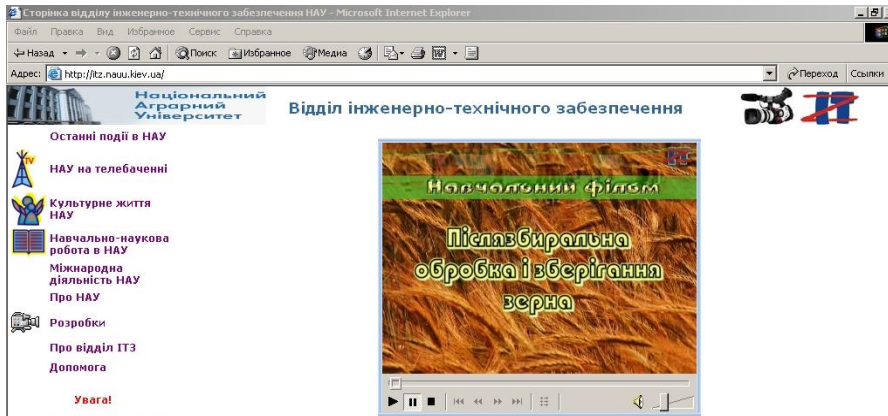 Сторінка відділу інженерно-технічного забезпечення НАУ - Microsoft Internet Explorer
Файл Правка Вид Избранное Сервис Справка
Назад Поиск Избранное Медиа
Адрес: http://itz.nauu.kiev.ua/ Переход Ссылки
Національний
Аграрний
Університет
Відділ інженерно-технічного забезпечення
ІТ
Останні події в НАУ
TV
НАУ на телебаченні
Культурне життя
НАУ
Навчально-наукова
робота в НАУ
Міжнародна
діяльність НАУ
Про НАУ
Розробки
Про відділ ІТЗ
Допомога
Увага!
ІТ
Навчальний фільм
Післязбиральна
обробка і зберігання
зерна